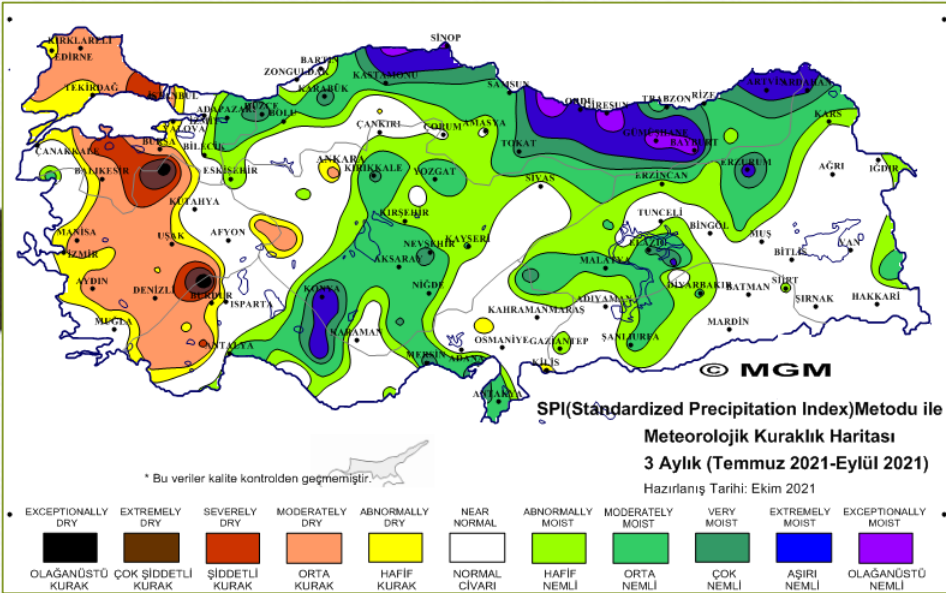 SİNOP
KIRKLARELİ
BARTIN
EDİRNE
ZONGULDAK
KASTAMONU
ARTVİN ARDAHAN
TEKİRDAĞ
İSTANBUL
KARABÜK
SAMSUN
ORDU
GİRESUN
TRABZON
RİZE
ADAPAZARI
DÜZCE
BOLU
İZMİT
YALOVA
KARS
ÇANKIRI
ÇORUM
AMASYA
GÜMÜŞHANE
BAYBURT
ÇANAKKALE
BURSA
BİLECİK
TOKAT
ANKARA
KIRIKKALE
YOZGAT
ERZURUM
BALIKESİR
ESKİŞEHİR
SİVAS
ERZİNCAN
AĞRI
IĞDIR
KÜTAHYA
KIRŞEHİR
TUNCELİ
BİNGÖL
MUŞ
MANİSA
UŞAK
AFYON
NEVŞEHİR
KAYSERİ
ELAZIĞ
VAN
İZMİR
AKSARAY
MALATYA
BİTLİS
AYDIN
DENİZLİ
BURDUR
ISPARTA
KONYA
NİĞDE
DİYARBAKIR
BATMAN
SİİRT
ŞIRNAK
HAKKARİ
KAHRAMANMARAŞ
ADIYAMAN
MUĞLA
KARAMAN
OSMANİYE
GAZİANTEP
ŞANLIURFA
MARDİN
ANTALYA
MERSİN
ADANA
KİLİS
ANTAKYA
© MGM
SPI(Standardized Precipitation Index)Metodu ile
Meteorolojik Kuraklık Haritası
3 Aylık (Temmuz 2021-Eylül 2021)
Hazırlanış Tarihi: Ekim 2021
* Bu veriler kalite kontrolden geçmemiştir.
EXCEPTIONALLY DRY
EXTREMELY DRY
SEVERELY DRY
MODERATELY DRY
ABNORMALLY DRY
NEAR NORMAL
ABNORMALLY MOIST
MODERATELY MOIST
VERY MOIST
EXTREMELY MOIST
EXCEPTIONALLY MOIST
OLAĞANÜSTÜ KURAK
ÇOK ŞİDDETLİ KURAK
ŞİDDETLİ KURAK
ORTA KURAK
HAFİF KURAK
NORMAL CİVARI
HAFİF NEMLİ
ORTA NEMLİ
ÇOK NEMLİ
AŞIRI NEMLİ
OLAĞANÜSTÜ NEMLİ